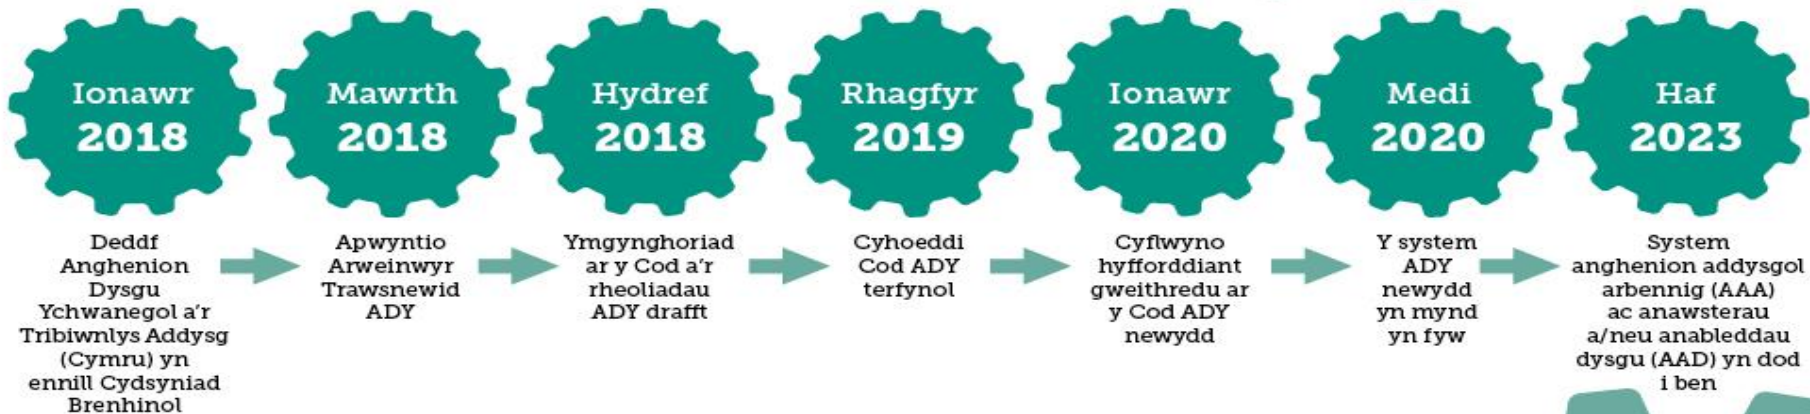 Ionawr
2018
Mawrth
2018
Hydref
2018
Rhagfyr
2019
Ionawr
2020
Medi
2020
Haf
2023
Deddf
Anghenion
Dysgu
Ychwanegol a'r
Tribiwnlys Addysg
(Cymru) yn
ennill Cydsyniad
Brenhinol
Apwyntio
Arweinwyr
Trawsnewid
ADY
Ymgynghoriad
ar y Cod a'r
rheoliadau
ADY drafft
Cyhoeddi
Cod ADY
terfynol
Cyflwyno
hyfforddiant
gweithredu ar
y Cod ADY
newydd
Y system
ADY
newydd
yn mynd
yn fyw
System
anghenion addysgol
arbennig (AAA)
ac anawsterau
a/neu anableddau
dysgu (AAD) yn dod
i ben